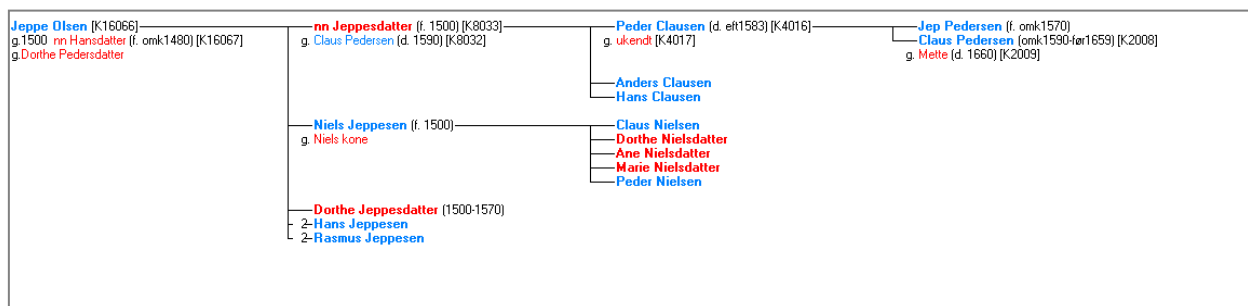 Jeppe Olsen [K16066]
g.1500 nn Hansdatter (f. omk1480) [K16067]
g.Dorthe Pedersdatter
nn Jeppesdatter (f. 1500) [K8033]
g. Claus Pedersen (d. 1590) [K8032]
Peder Clausen (d. eft1583) [K4016]
g. ukendt [K4017]
Jep Pedersen (f. omk1570)
Claus Pedersen (omk1590-før1659) [K2008]
g. Mette (d. 1660) [K2009]
Anders Clausen
Hans Clausen
Niels Jeppesen (f. 1500)
g. Niels kone
Claus Nielsen
Dorthe Nielsdatter
Ane Nielsdatter
Marie Nielsdatter
Peder Nielsen
Dorthe Jeppesdatter (1500-1570)
2 Hans Jeppesen
2 Rasmus Jeppesen